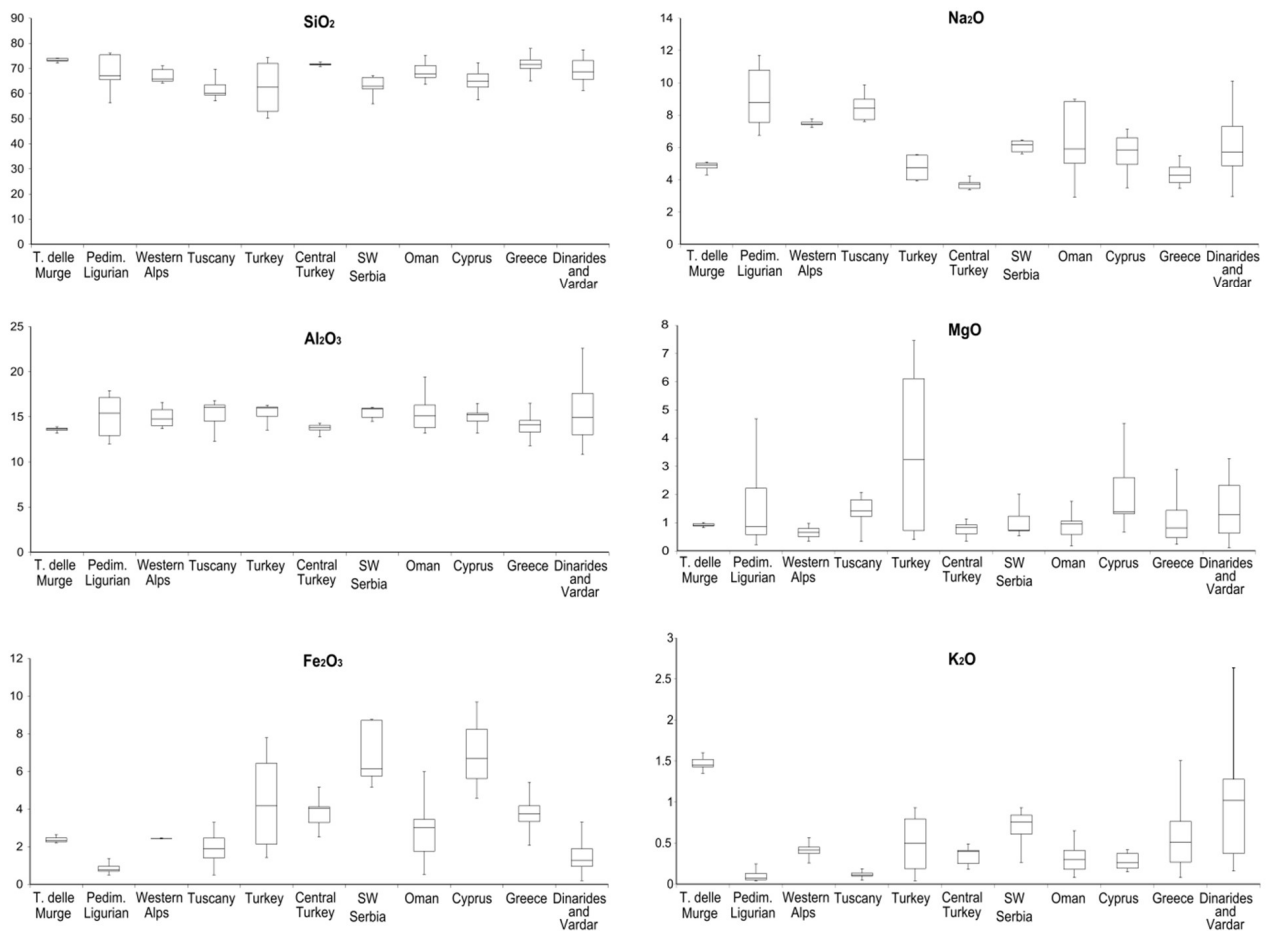 SiO₂
90
80
70
60
50
40
30
20
10
0
T. delle Murge
Pedim. Ligurian
Western Alps
Tuscany
Turkey
Central Turkey
SW Serbia
Oman
Cyprus
Greece
Dinarides and Vardar
Na₂O
14
12
10
8
6
4
2
0
T. delle Murge
Pedim. Ligurian
Western Alps
Tuscany
Turkey
Central Turkey
SW Serbia
Oman
Cyprus
Greece
Dinarides and Vardar
Al₂O₃
25
20
15
10
5
0
T. delle Murge
Pedim. Ligurian
Western Alps
Tuscany
Turkey
Central Turkey
SW Serbia
Oman
Cyprus
Greece
Dinarides and Vardar
MgO
8
7
6
5
4
3
2
1
0
T. delle Murge
Pedim. Ligurian
Western Alps
Tuscany
Turkey
Central Turkey
SW Serbia
Oman
Cyprus
Greece
Dinarides and Vardar
Fe₂O₃
12
10
8
6
4
2
0
T. delle Murge
Pedim. Ligurian
Western Alps
Tuscany
Turkey
Central Turkey
SW Serbia
Oman
Cyprus
Greece
Dinarides and Vardar
K₂O
3
2.5
2
1.5
1
0.5
0
T. delle Murge
Pedim. Ligurian
Western Alps
Tuscany
Turkey
Central Turkey
SW Serbia
Oman
Cyprus
Greece
Dinarides and Vardar